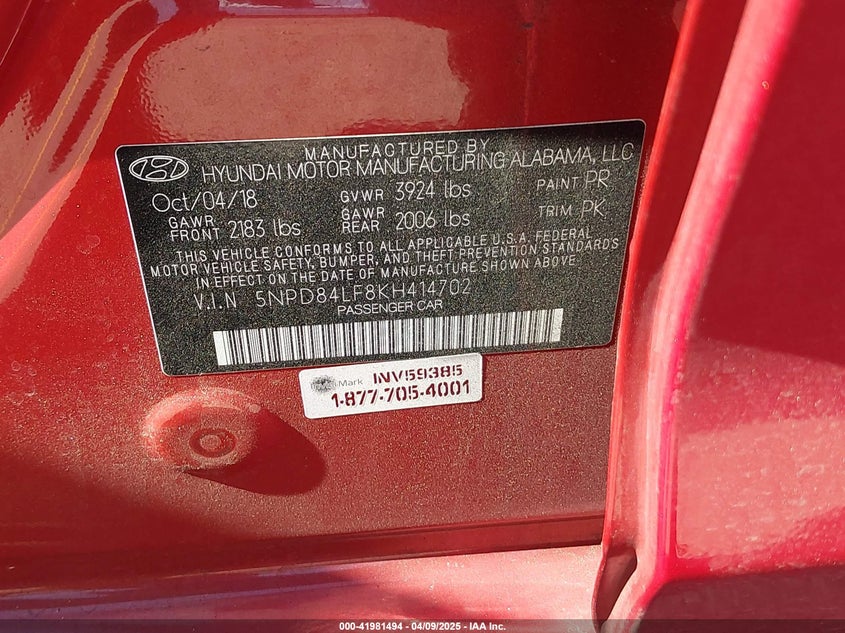 MANUFACTURED BY
HYUNDAI MOTOR MANUFACTURING ALABAMA, LLC
Oct/04/18 GVWR 3924 lbs PAINT PR
GAWR FRONT 2183 lbs GAWR REAR 2006 lbs TRIM PK
THIS VEHICLE CONFORMS TO ALL APPLICABLE U.S.A. FEDERAL
MOTOR VEHICLE SAFETY, BUMPER, AND THEFT PREVENTION STANDARDS
IN EFFECT ON THE DATE OF MANUFACTURE SHOWN ABOVE.
V.I.N 5NPD84LF8KH414702
PASSENGER CAR
Mark INV59385
1-877-705-4001
000-41981494 04/09/2025 - IAA Inc.